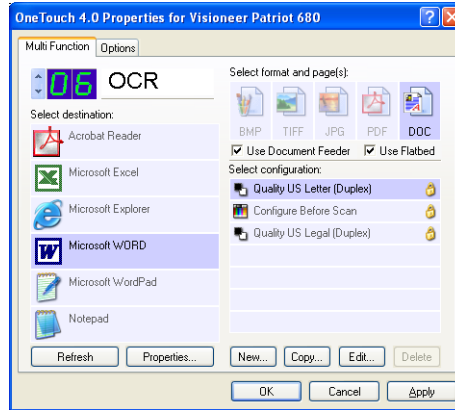 OneTouch 4.0 Properties for Visioneer Patriot 680
Multi Function
Options
06
OCR
Select destination:
Acrobat Reader
Microsoft Excel
Microsoft Explorer
Microsoft WORD
Microsoft WordPad
Notepad
Refresh
Properties...
Select format and page(s):
BMP
TIFF
JPG
PDF
DOC
Use Document Feeder
Use Flatbed
Select configuration:
Quality US Letter (Duplex)
Configure Before Scan
Quality US Legal (Duplex)
New...
Copy...
Edit...
Delete
OK
Cancel
Apply